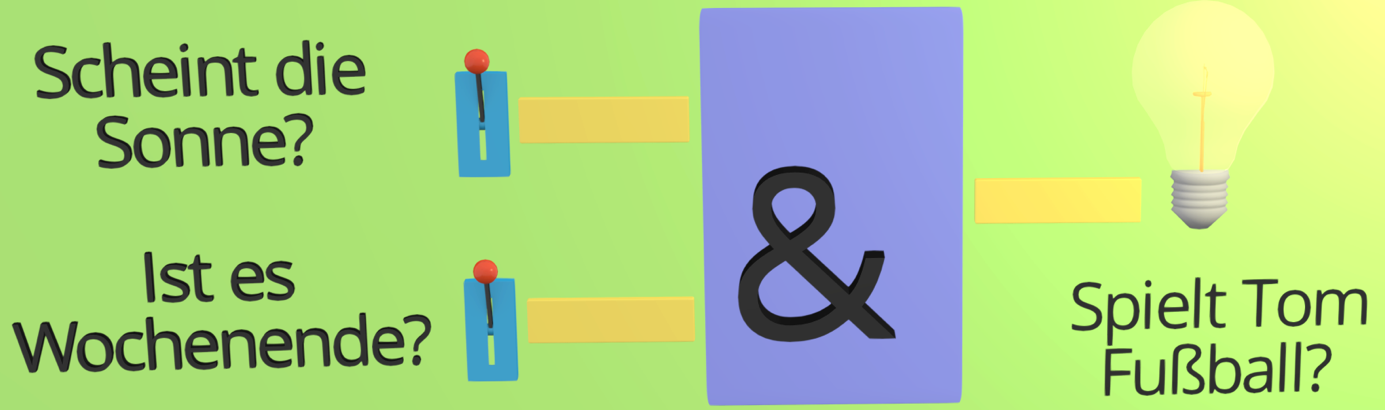 Scheint die
Sonne?
Ist es
Wochenende?
&
Spielt Tom
Fußball?